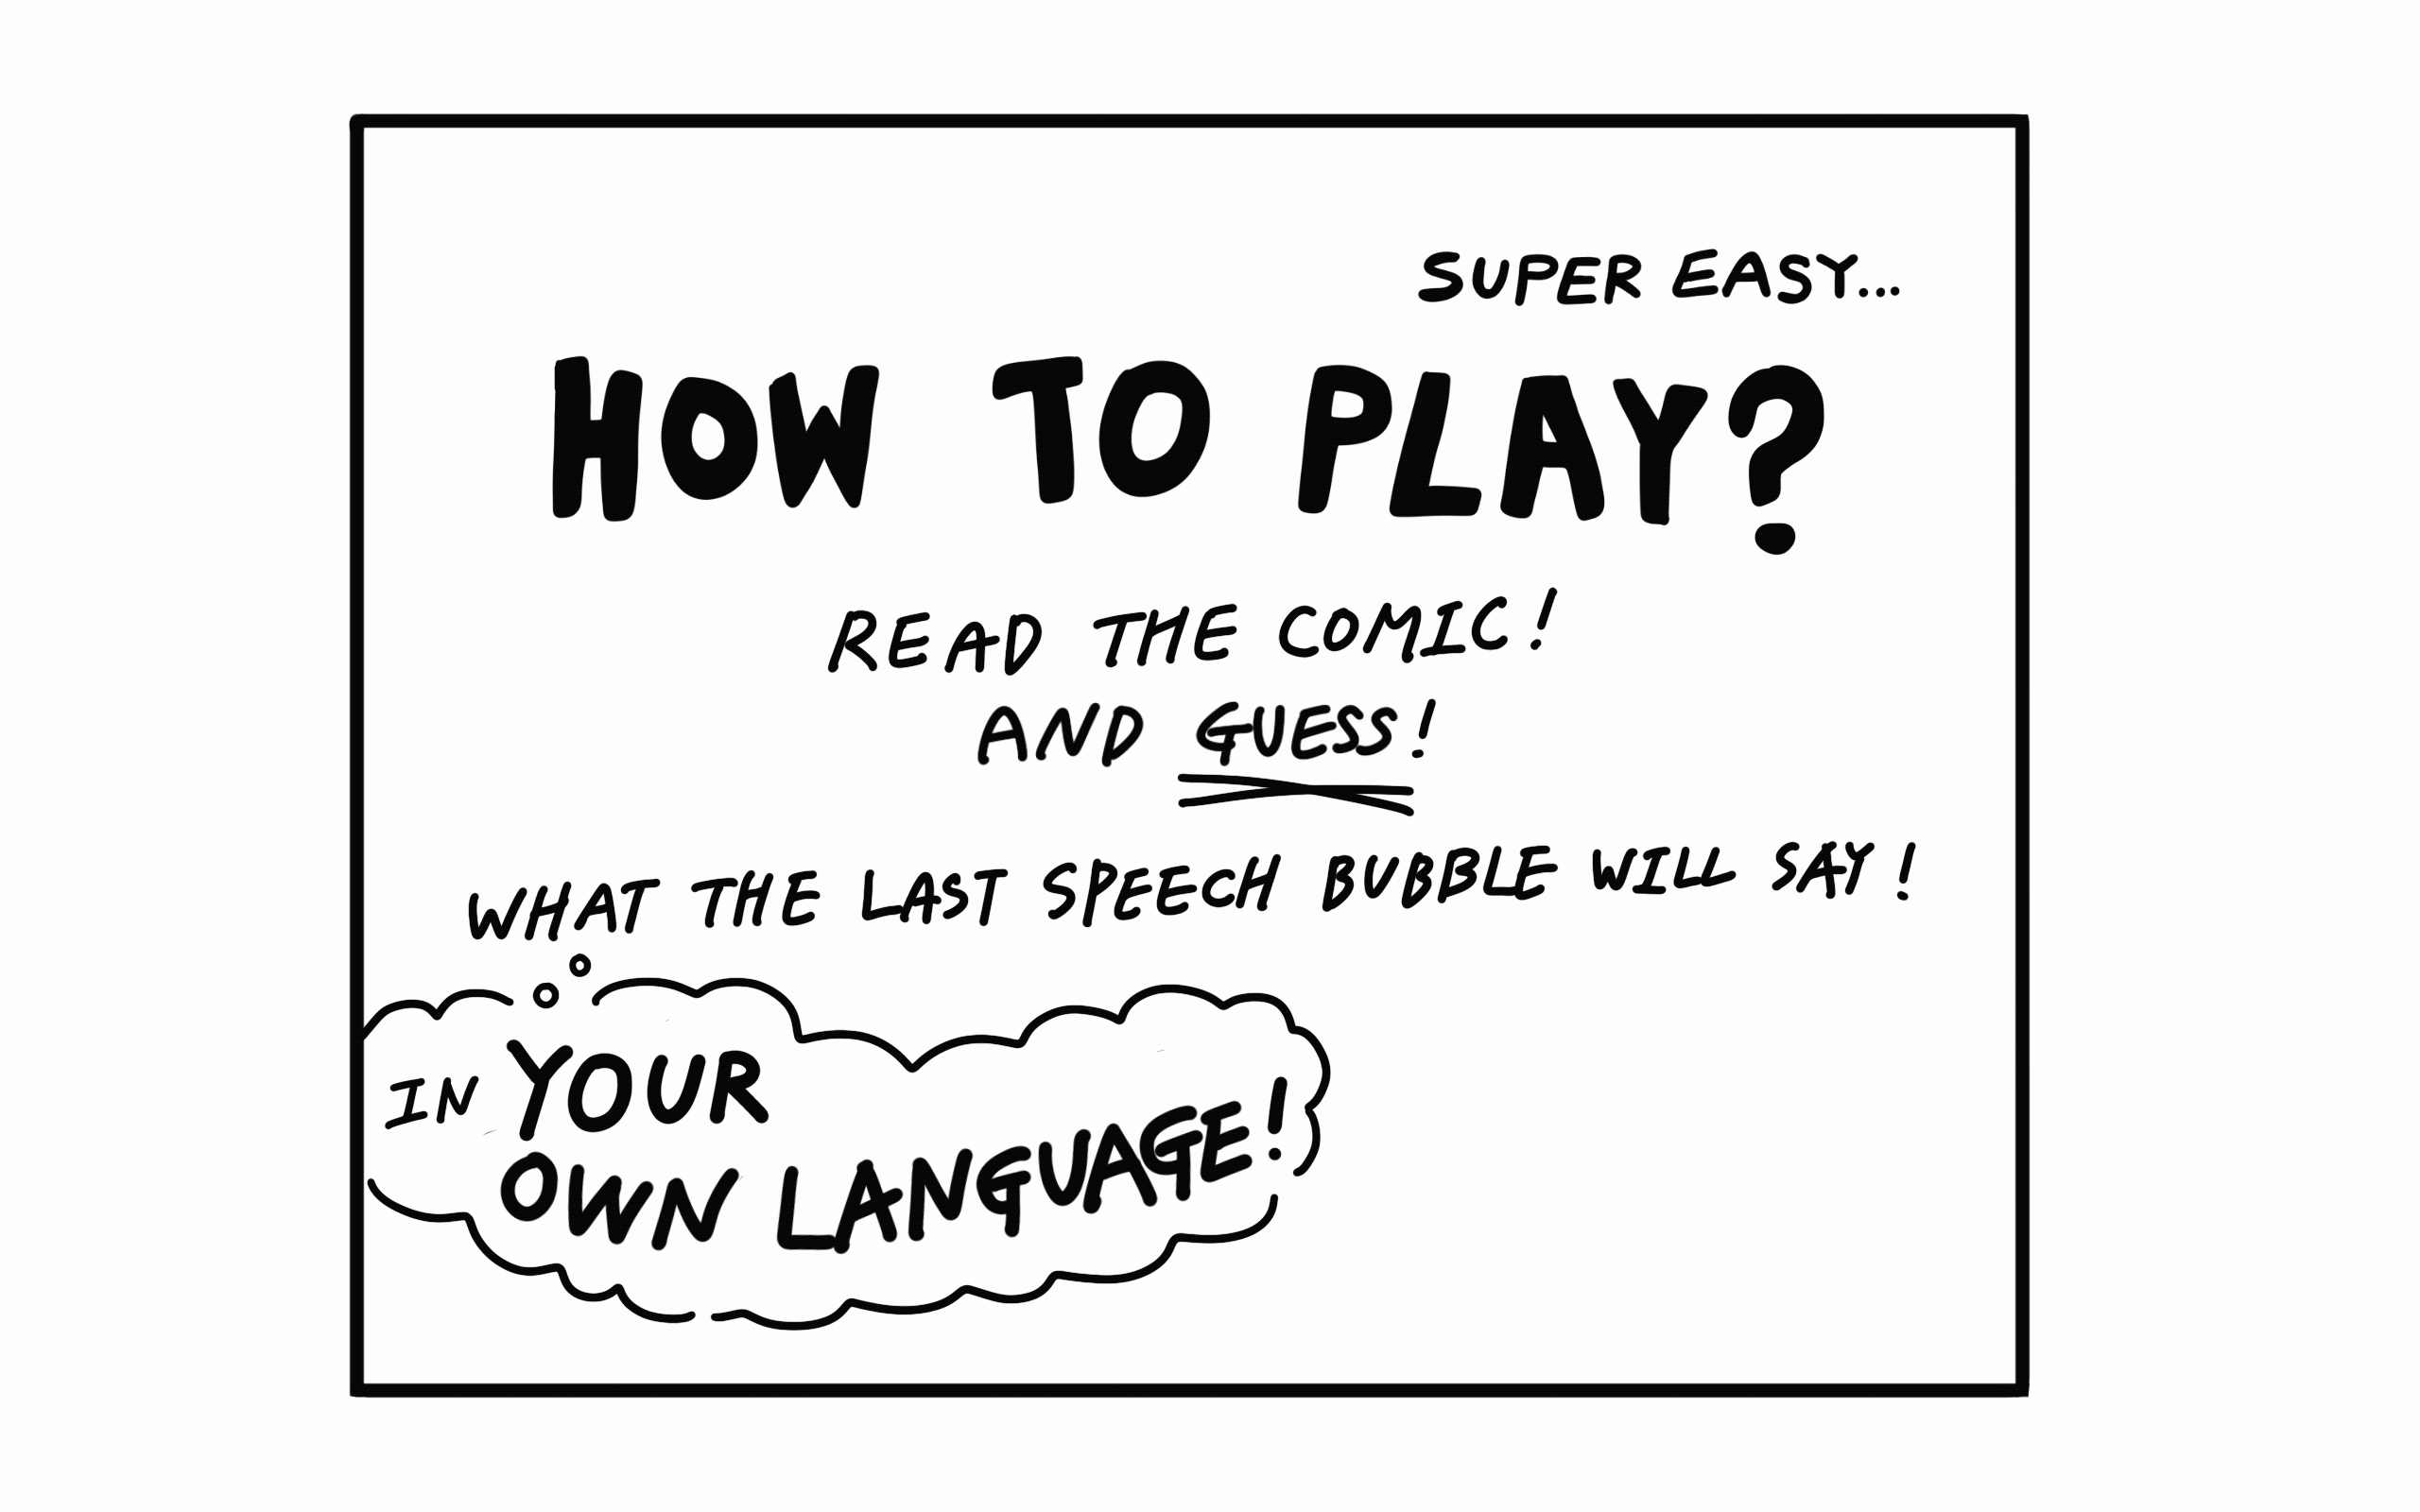 SUPER EASY...
HOW TO PLAY?
READ THE COMIC!
AND GUESS!
WHAT THE LAST SPEECH BUBBLE WILL SAY!
IN YOUR
OWN LANGUAGE!